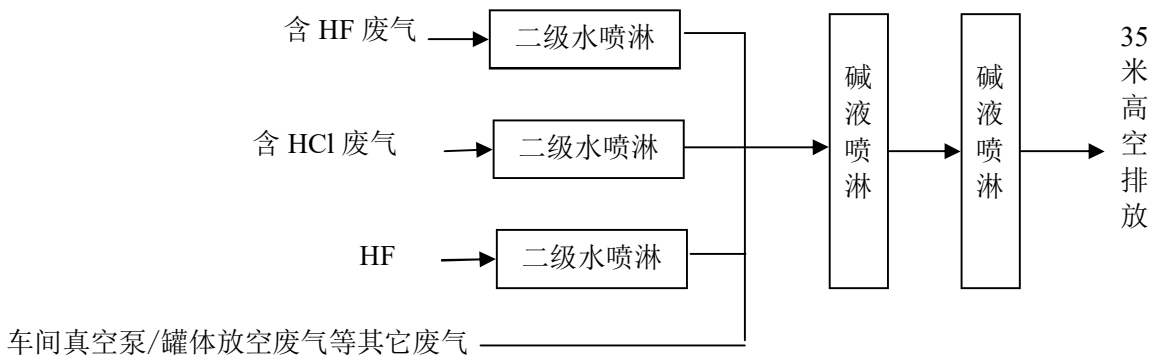 含 HF 废气
二级水喷淋
含 HCl 废气
二级水喷淋
HF
二级水喷淋
车间真空泵/罐体放空废气等其它废气
碱液喷淋
碱液喷淋
35米高空排放